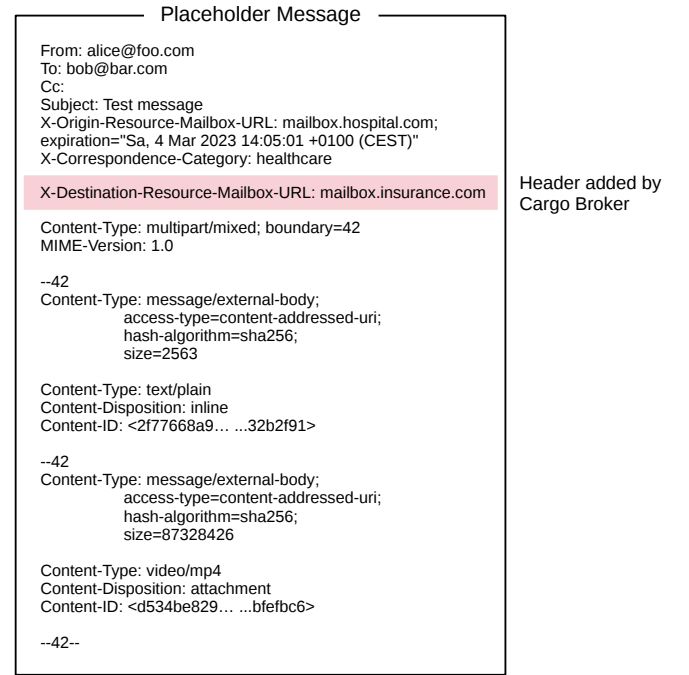 Placeholder Message
From: alice@foo.com
To: bob@bar.com
Cc:
Subject: Test message
X-Origin-Resource-Mailbox-URL: mailbox.hospital.com;
expiration="Sa, 4 Mar 2023 14:05:01 +0100 (CEST)"
X-Correspondence-Category: healthcare
X-Destination-Resource-Mailbox-URL: mailbox.insurance.com
Header added by
Cargo Broker
Content-Type: multipart/mixed; boundary=42
MIME-Version: 1.0
--42
Content-Type: message/external-body;
access-type=content-addressed-uri;
hash-algorithm=sha256;
size=2563
Content-Type: text/plain
Content-Disposition: inline
Content-ID: <2f77668a9… ...32b2f91>
--42
Content-Type: message/external-body;
access-type=content-addressed-uri;
hash-algorithm=sha256;
size=87328426
Content-Type: video/mp4
Content-Disposition: attachment
Content-ID: <d534be829… ...bfefbc6>
--42--